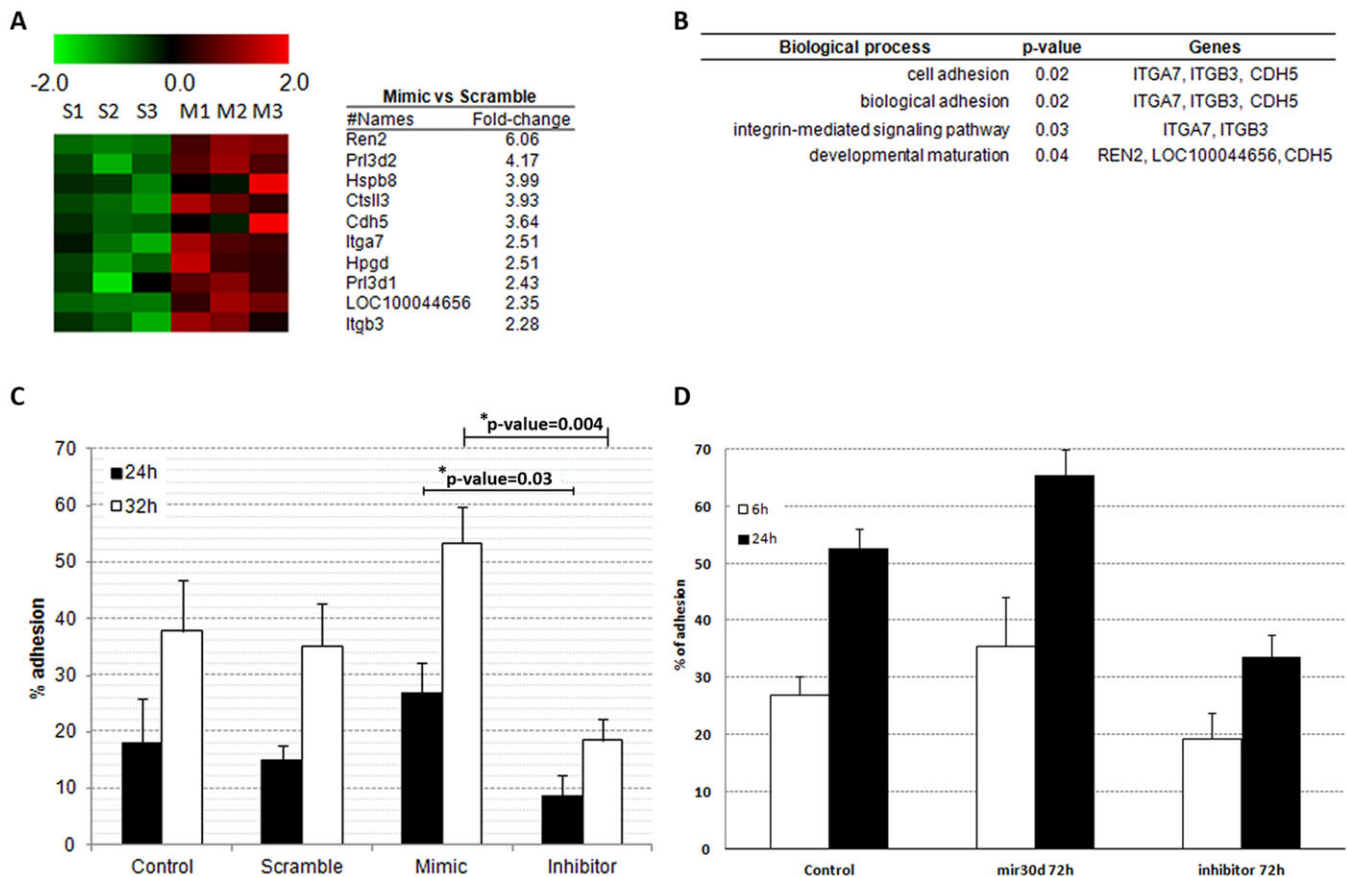 A
-2.0 0.0 2.0
S1 S2 S3 M1 M2 M3
Mimic vs Scramble
#Names Fold-change
Ren2 6.06
Prl3d2 4.17
Hspb8 3.99
Ctsll3 3.93
Cdh5 3.64
Itga7 2.51
Hpgd 2.51
Prl3d1 2.43
LOC100044656 2.35
Itgb3 2.28
B
Biological process p-value Genes
cell adhesion 0.02 ITGA7, ITGB3, CDH5
biological adhesion 0.02 ITGA7, ITGB3, CDH5
integrin-mediated signaling pathway 0.03 ITGA7, ITGB3
developmental maturation 0.04 REN2, LOC100044656, CDH5
C
*p-value=0.004
*p-value=0.03
24h
32h
% adhesion
70
60
50
40
30
20
10
0
Control Scramble Mimic Inhibitor
D
6h
24h
% of adhesion
70
60
50
40
30
20
10
0
Control mir30d 72h inhibitor 72h